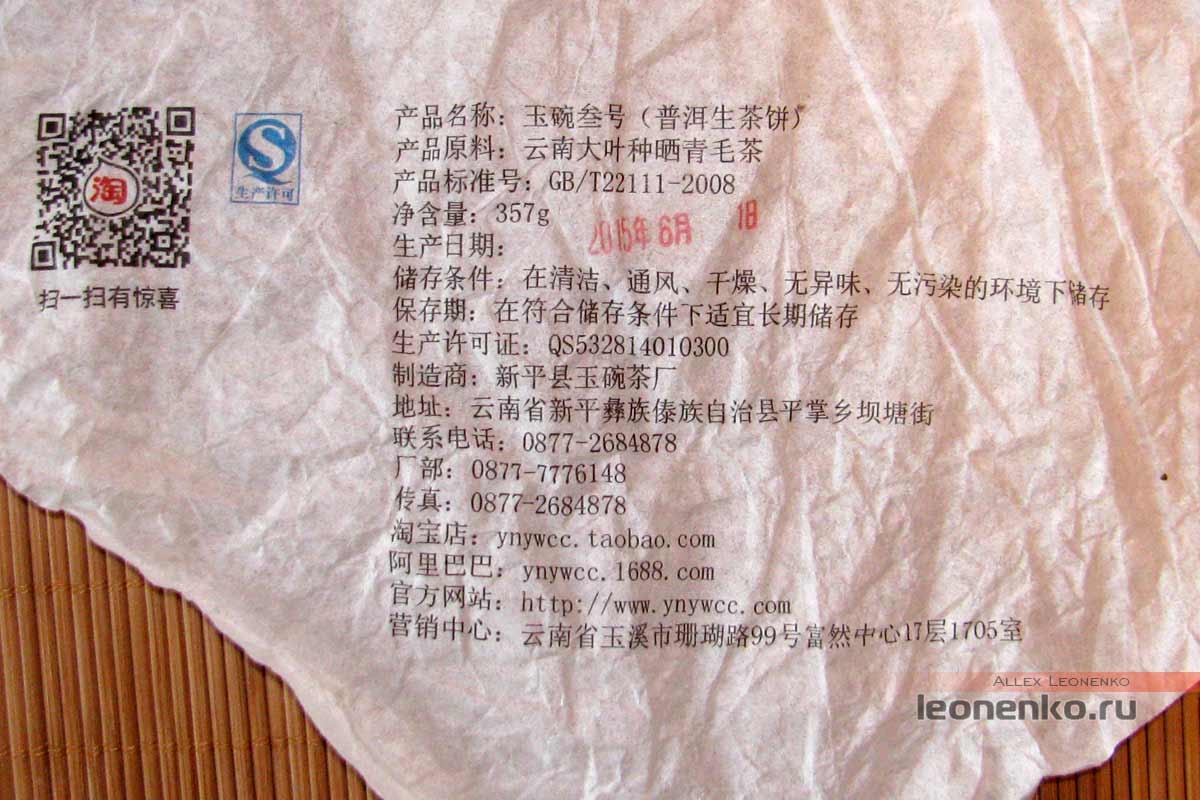 产品名称：玉碗叁号（普洱生茶饼）
产品原料：云南大叶种晒青毛茶
产品标准号：GB/T22111-2008
净含量：357g
生产日期：2015年6月 1日
储存条件：在清洁、通风、干燥、无异味、无污染的环境下储存
保存期：在符合储存条件下适宜长期储存
生产许可证：QS532814010300
制造商：新平县玉碗茶厂
地址：云南省新平彝族傣族自治县平掌乡坝塘街
联系电话：0877-2684878
厂部：0877-7776148
传真：0877-2684878
淘宝店：ynywcc.taobao.com
阿里巴巴：ynywcc.1688.com
官方网站：http://www.ynywcc.com
营销中心：云南省玉溪市珊瑚路99号富然中心17层1705室
淘
扫一扫有惊喜
QS
生产许可
Allex Leonenko
leonenko.ru